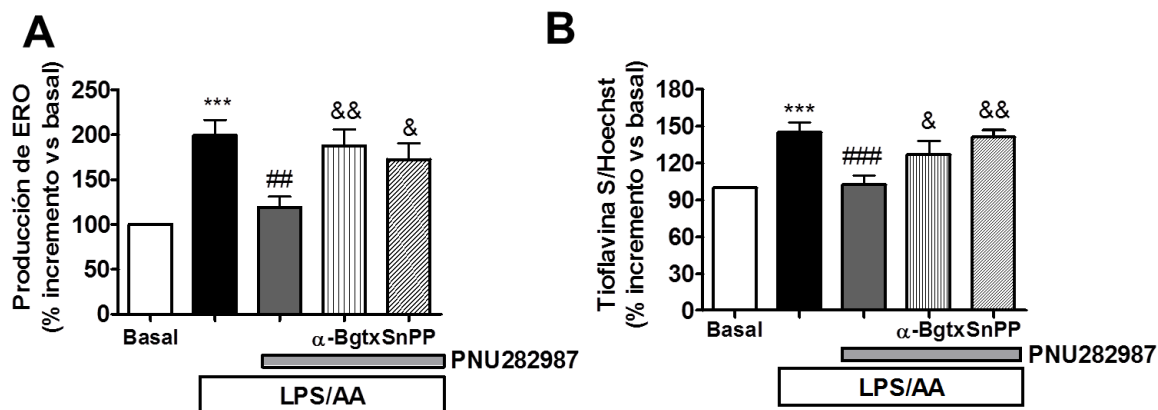 A
Producción de ERO
(% incremento vs basal)
250
200
150
100
50
0
***
##
&&
&
Basal
α-Bgtx
SnPP
PNU282987
LPS/AA
B
Tioflavina S/Hoechst
(% incremento vs basal)
180
150
120
90
60
30
0
***
###
&
&&
Basal
α-Bgtx
SnPP
PNU282987
LPS/AA